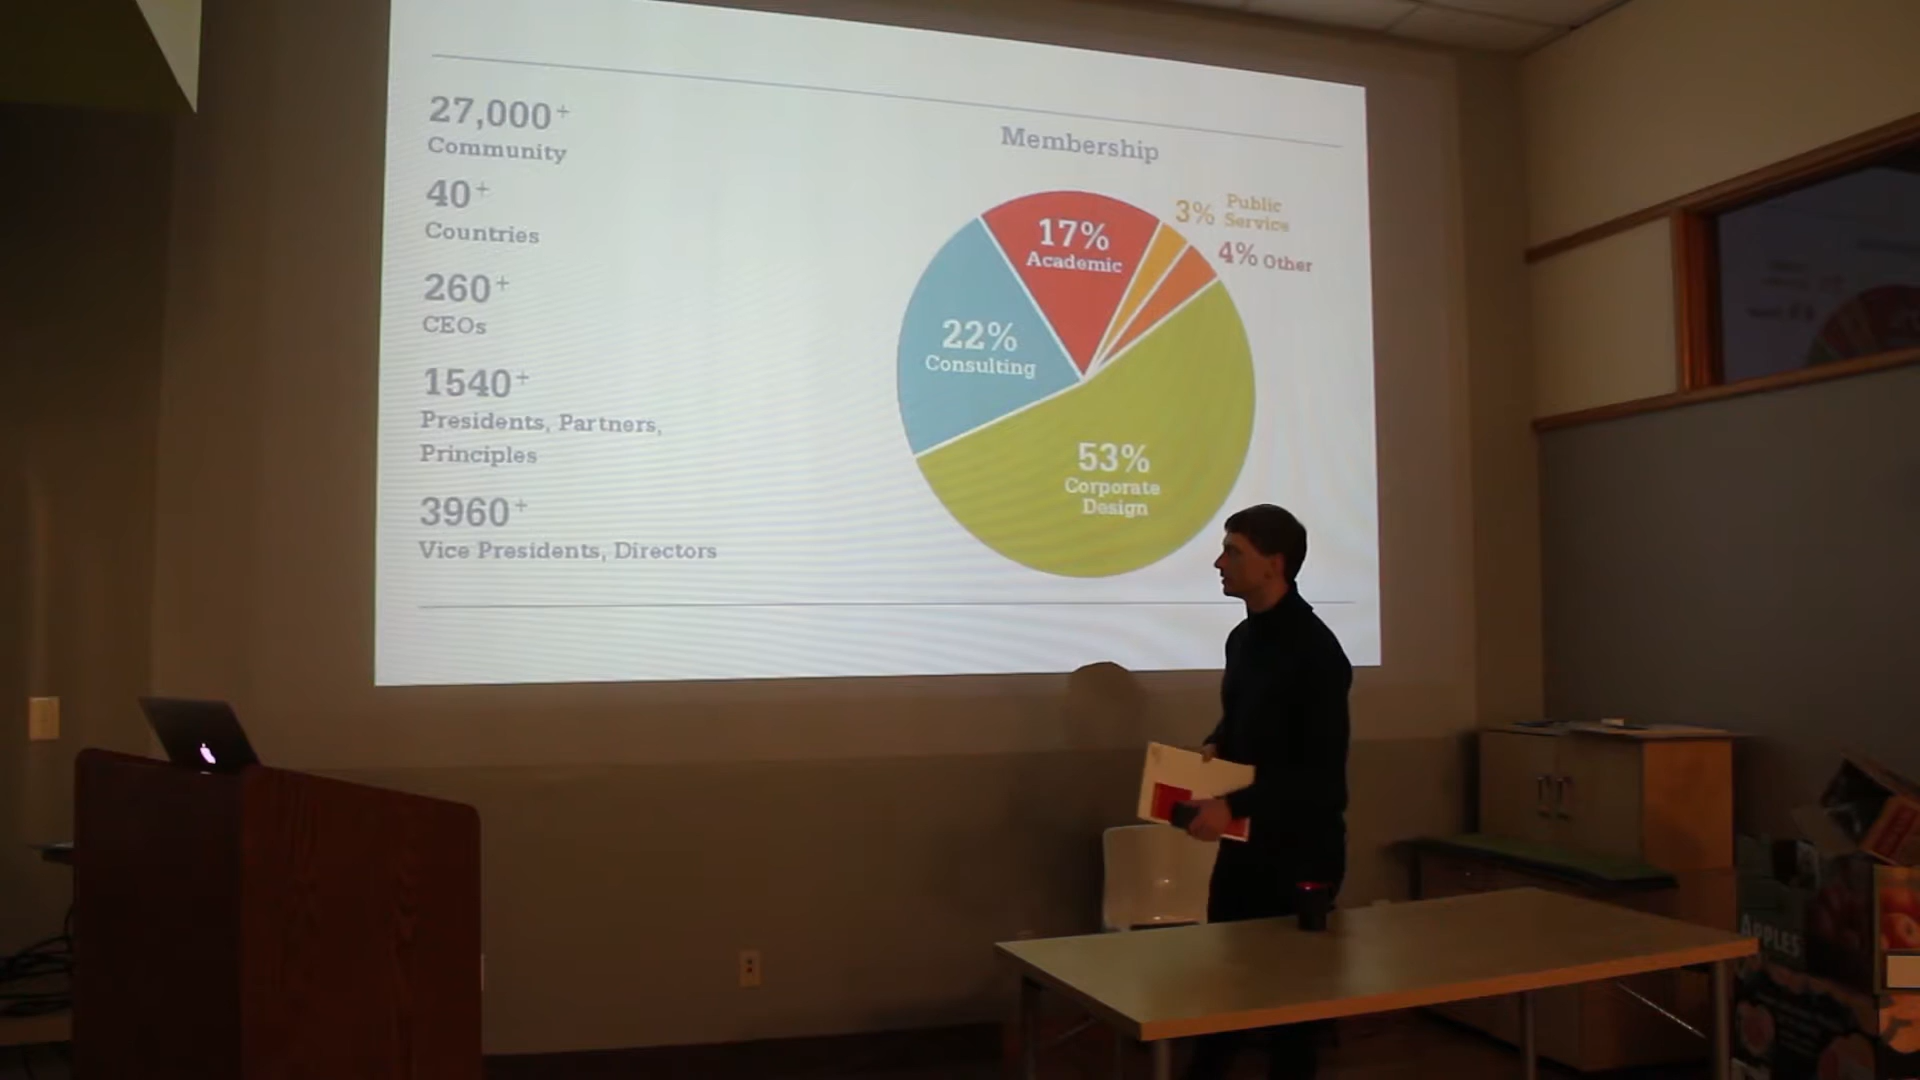 27,000+
Community
40+
Countries
260+
CEOs
1540+
Presidents, Partners,
Principles
3960+
Vice Presidents, Directors
Membership
17%
Academic
3% Public
Service
4% Other
22%
Consulting
53%
Corporate
Design
APPLES